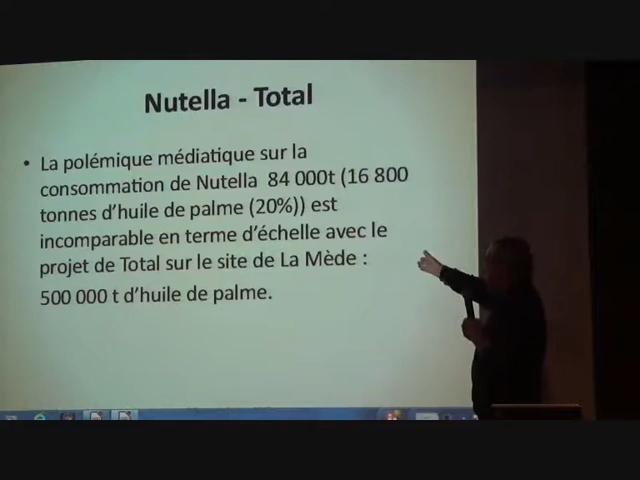 Nutella - Total
• La polémique médiatique sur la
consommation de Nutella 84 000t (16 800
tonnes d'huile de palme (20%)) est
incomparable en terme d'échelle avec le
projet de Total sur le site de La Mède :
500 000 t d'huile de palme.